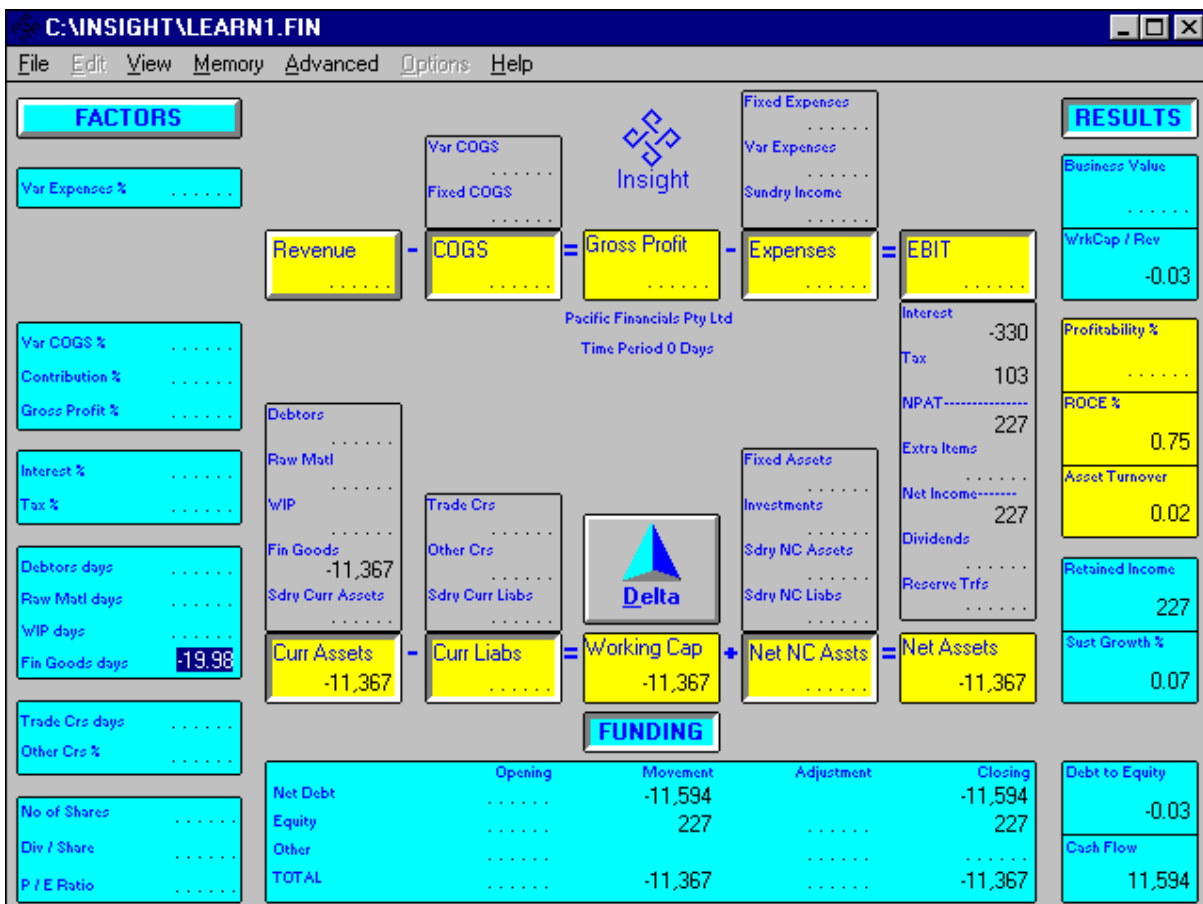 C:\INSIGHT\LEARN1.FIN
File Edit View Memory Advanced Options Help
FACTORS
Var Expenses % . . . . . .
Var COGS % . . . . . .
Contribution % . . . . . .
Gross Profit % . . . . . .
Interest % . . . . . .
Tax % . . . . . .
Debtors days . . . . . .
Raw Matl days . . . . . .
WIP days . . . . . .
Fin Goods days -19.98
Trade Crs days . . . . . .
Other Crs % . . . . . .
No of Shares . . . . . .
Div / Share . . . . . .
P / E Ratio . . . . . .
Var COGS
. . . . . .
Fixed COGS
. . . . . .
Insight
Fixed Expenses
. . . . . .
Var Expenses
. . . . . .
Sundry Income
. . . . . .
Revenue - COGS = Gross Profit - Expenses = EBIT
. . . . . . . . . . . . . . . . . . . . . . . . . . . . . .
Pacific Financials Pty Ltd
Time Period 0 Days
Interest
-330
Tax
103
NPAT---------------
227
Extra Items
. . . . . .
Net Income-------
227
Dividends
. . . . . .
Reserve Trfs
. . . . . .
Debtors
. . . . . .
Raw Matl
. . . . . .
WIP
. . . . . .
Fin Goods
-11,367
Sdry Curr Assets
. . . . . .
Trade Crs
. . . . . .
Other Crs
. . . . . .
Sdry Curr Liabs
. . . . . .
Delta
Fixed Assets
. . . . . .
Investments
. . . . . .
Sdry NC Assets
. . . . . .
Sdry NC Liabs
. . . . . .
Curr Assets - Curr Liabs = Working Cap + Net NC Assts = Net Assets
-11,367 . . . . . . -11,367 . . . . . . -11,367
FUNDING
Opening Movement Adjustment Closing
Net Debt . . . . . . -11,594 -11,594
Equity . . . . . . 227 . . . . . . 227
Other . . . . . . . . . . . . . . . . . .
TOTAL . . . . . . -11,367 . . . . . . -11,367
RESULTS
Business Value
. . . . . .
WrkCap / Rev
-0.03
Profitability %
. . . . . .
ROCE %
0.75
Asset Turnover
0.02
Retained Income
227
Sust Growth %
0.07
Debt to Equity
-0.03
Cash Flow
11,594